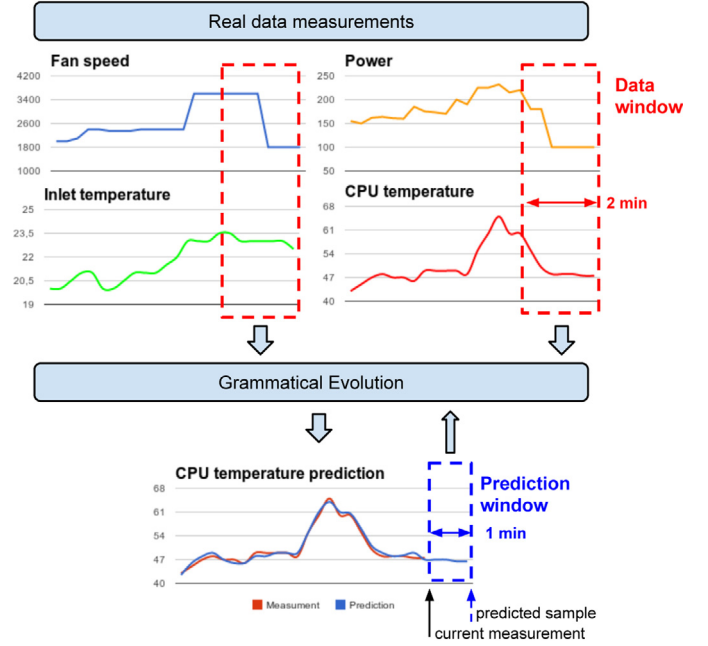 Real data measurements
Fan speed
4200
3400
2600
1800
1000
Power
250
200
150
100
50
Data
window
Inlet temperature
25
23,5
22
20,5
19
CPU temperature
68
61
54
47
40
2 min
Grammatical Evolution
CPU temperature prediction
68
61
54
47
40
Prediction
window
1 min
Measument
Prediction
predicted sample
current measurement